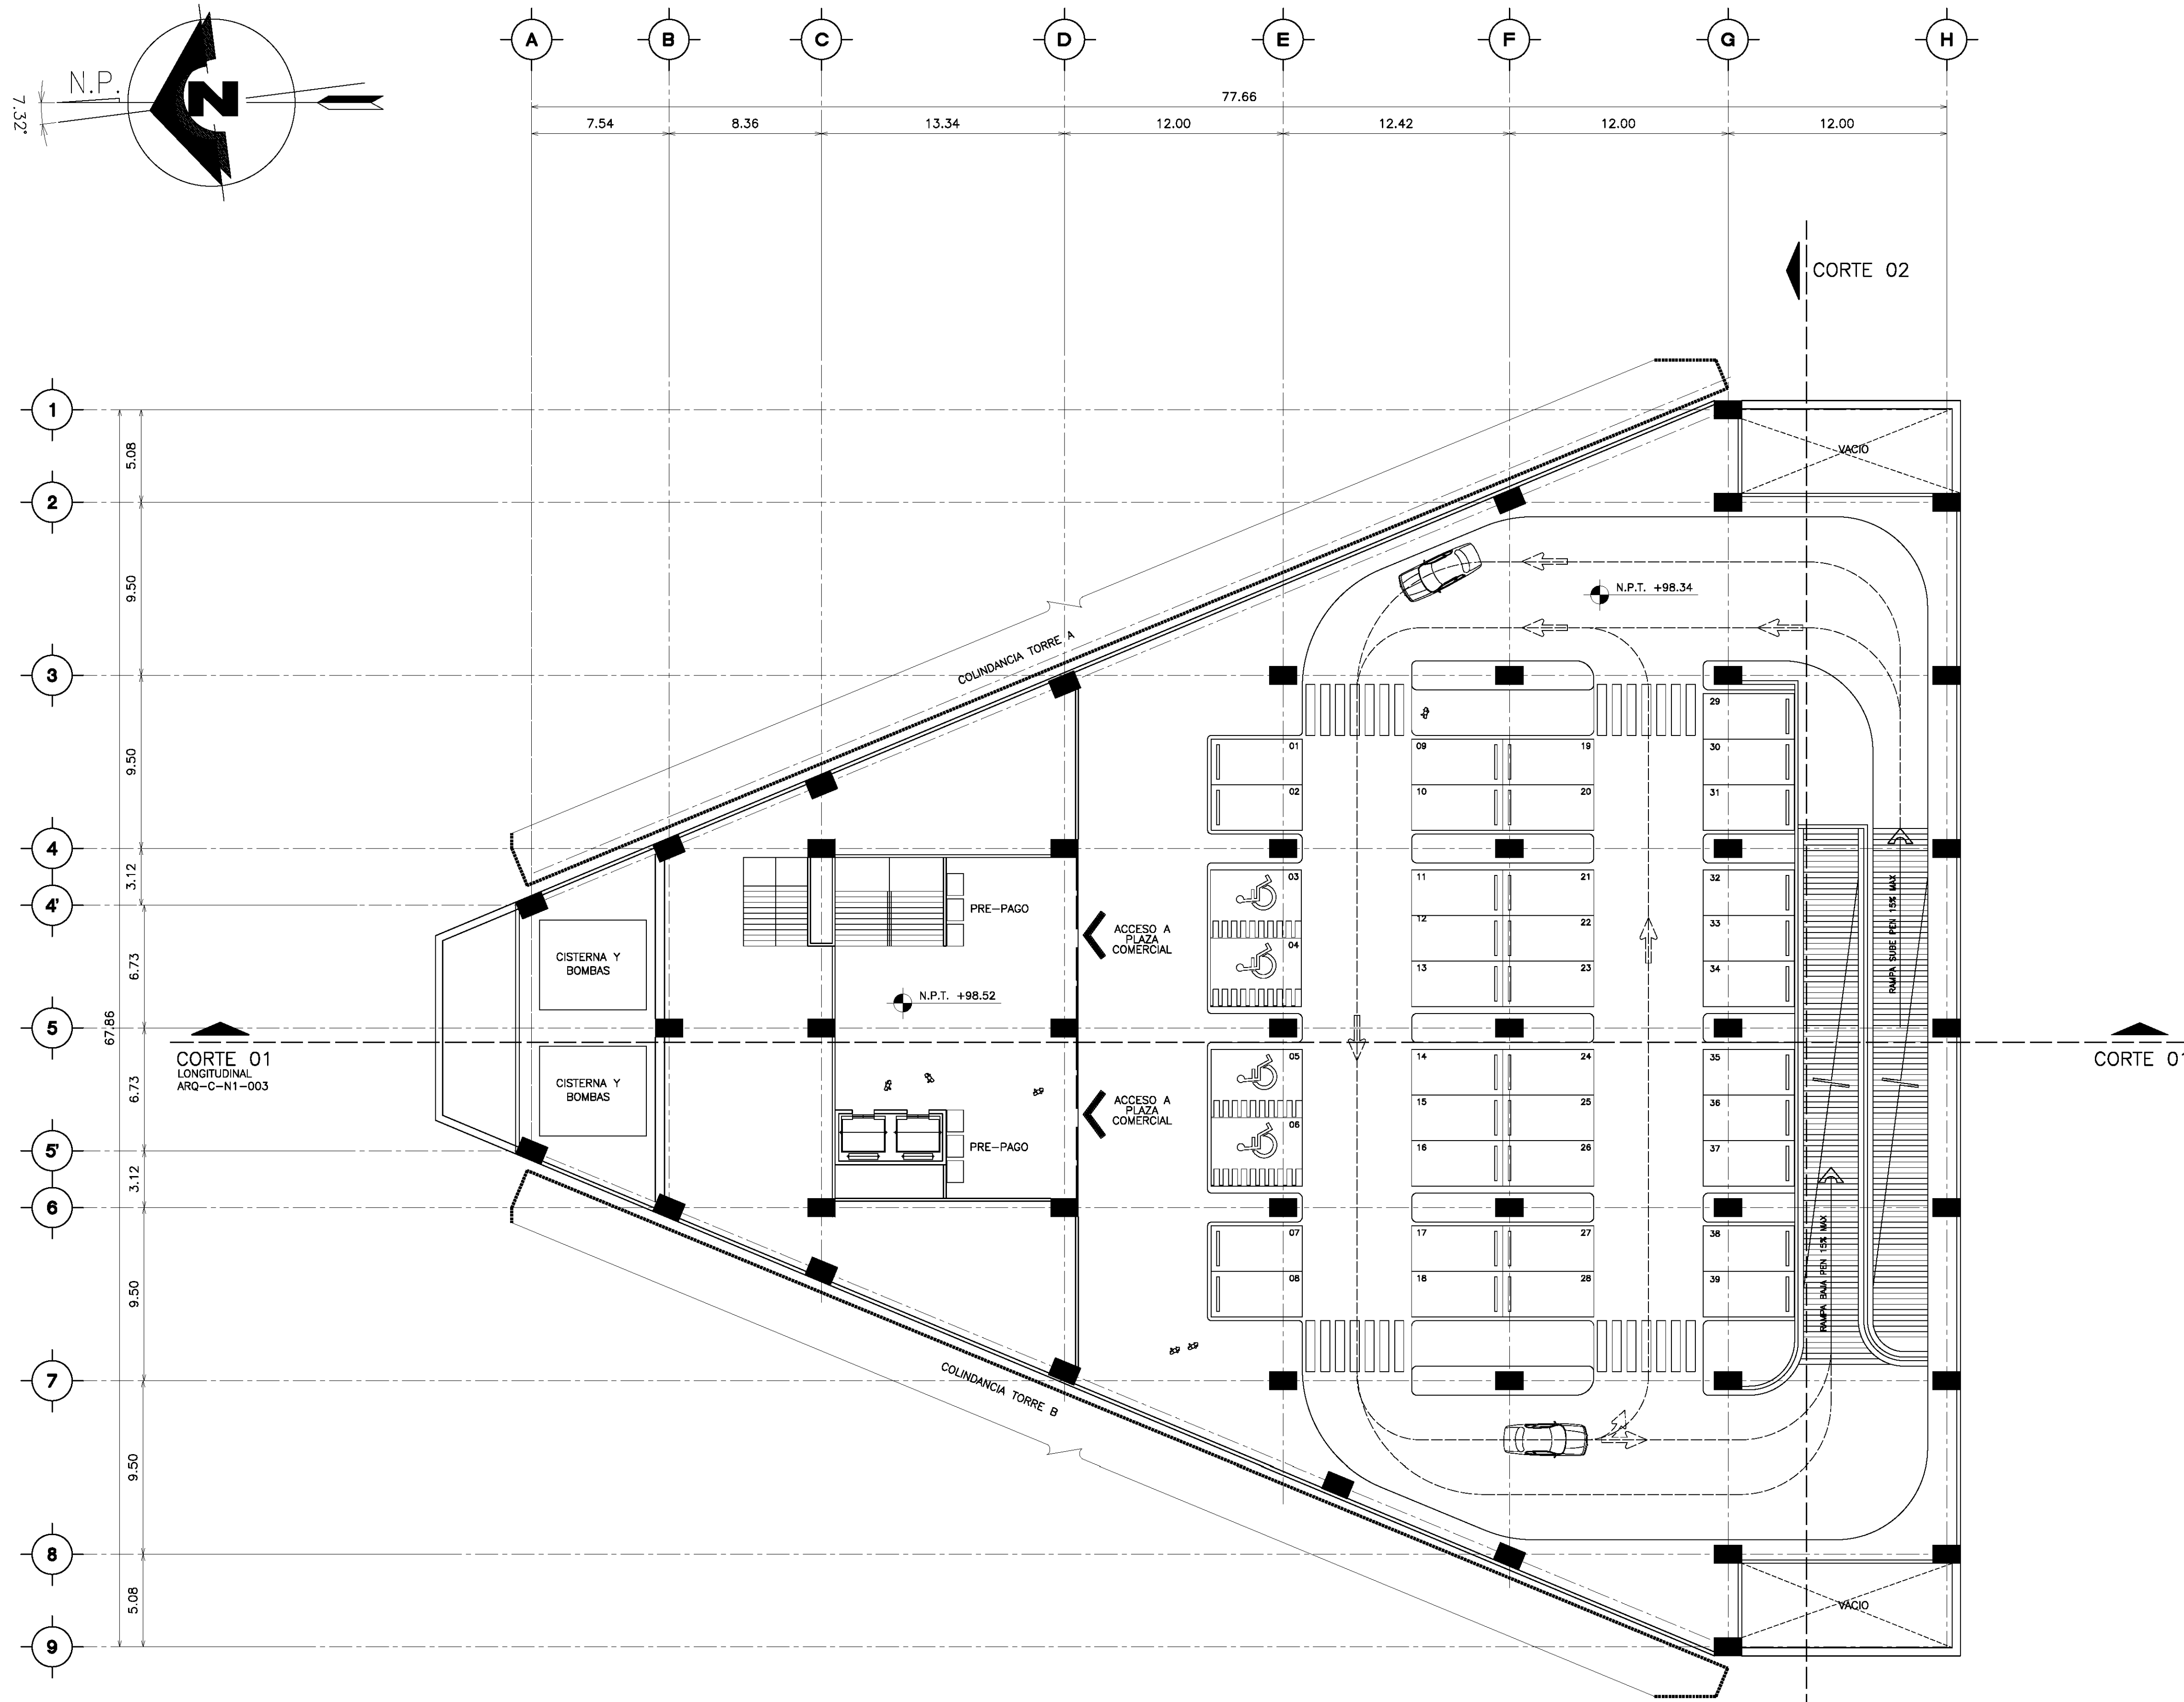 A
B
C
D
E
F
G
H
N.P.
N
7.32°
77.66
7.54
8.36
13.34
12.00
12.42
12.00
12.00
CORTE 02
1
5.08
VACIO
2
9.50
N.P.T. +98.34
COLINDANCIA TORRE A
3
9.50
29
01
09
19
30
02
10
20
31
4
3.12
4'
PRE-PAGO
ACCESO A
PLAZA
COMERCIAL
03
11
21
32
12
22
33
04
13
23
34
RAMPA SUBE PEN 15% MAX
6.73
CISTERNA Y
BOMBAS
N.P.T. +98.52
5
67.86
CORTE 01
LONGITUDINAL
ARQ-C-N1-003
CORTE 01
6.73
CISTERNA Y
BOMBAS
ACCESO A
PLAZA
COMERCIAL
05
14
24
35
15
25
36
06
16
26
37
5'
3.12
PRE-PAGO
6
RAMPA BAJA PEN 15% MAX
07
17
27
38
08
18
28
39
9.50
7
COLINDANCIA TORRE B
9.50
8
5.08
VACIO
9